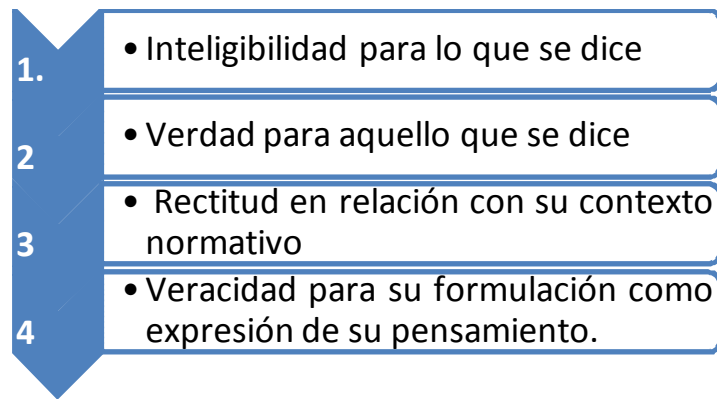 1.
• Inteligibilidad para lo que se dice
2
• Verdad para aquello que se dice
3
• Rectitud en relación con su contexto
normativo
4
• Veracidad para su formulación como
expresión de su pensamiento.